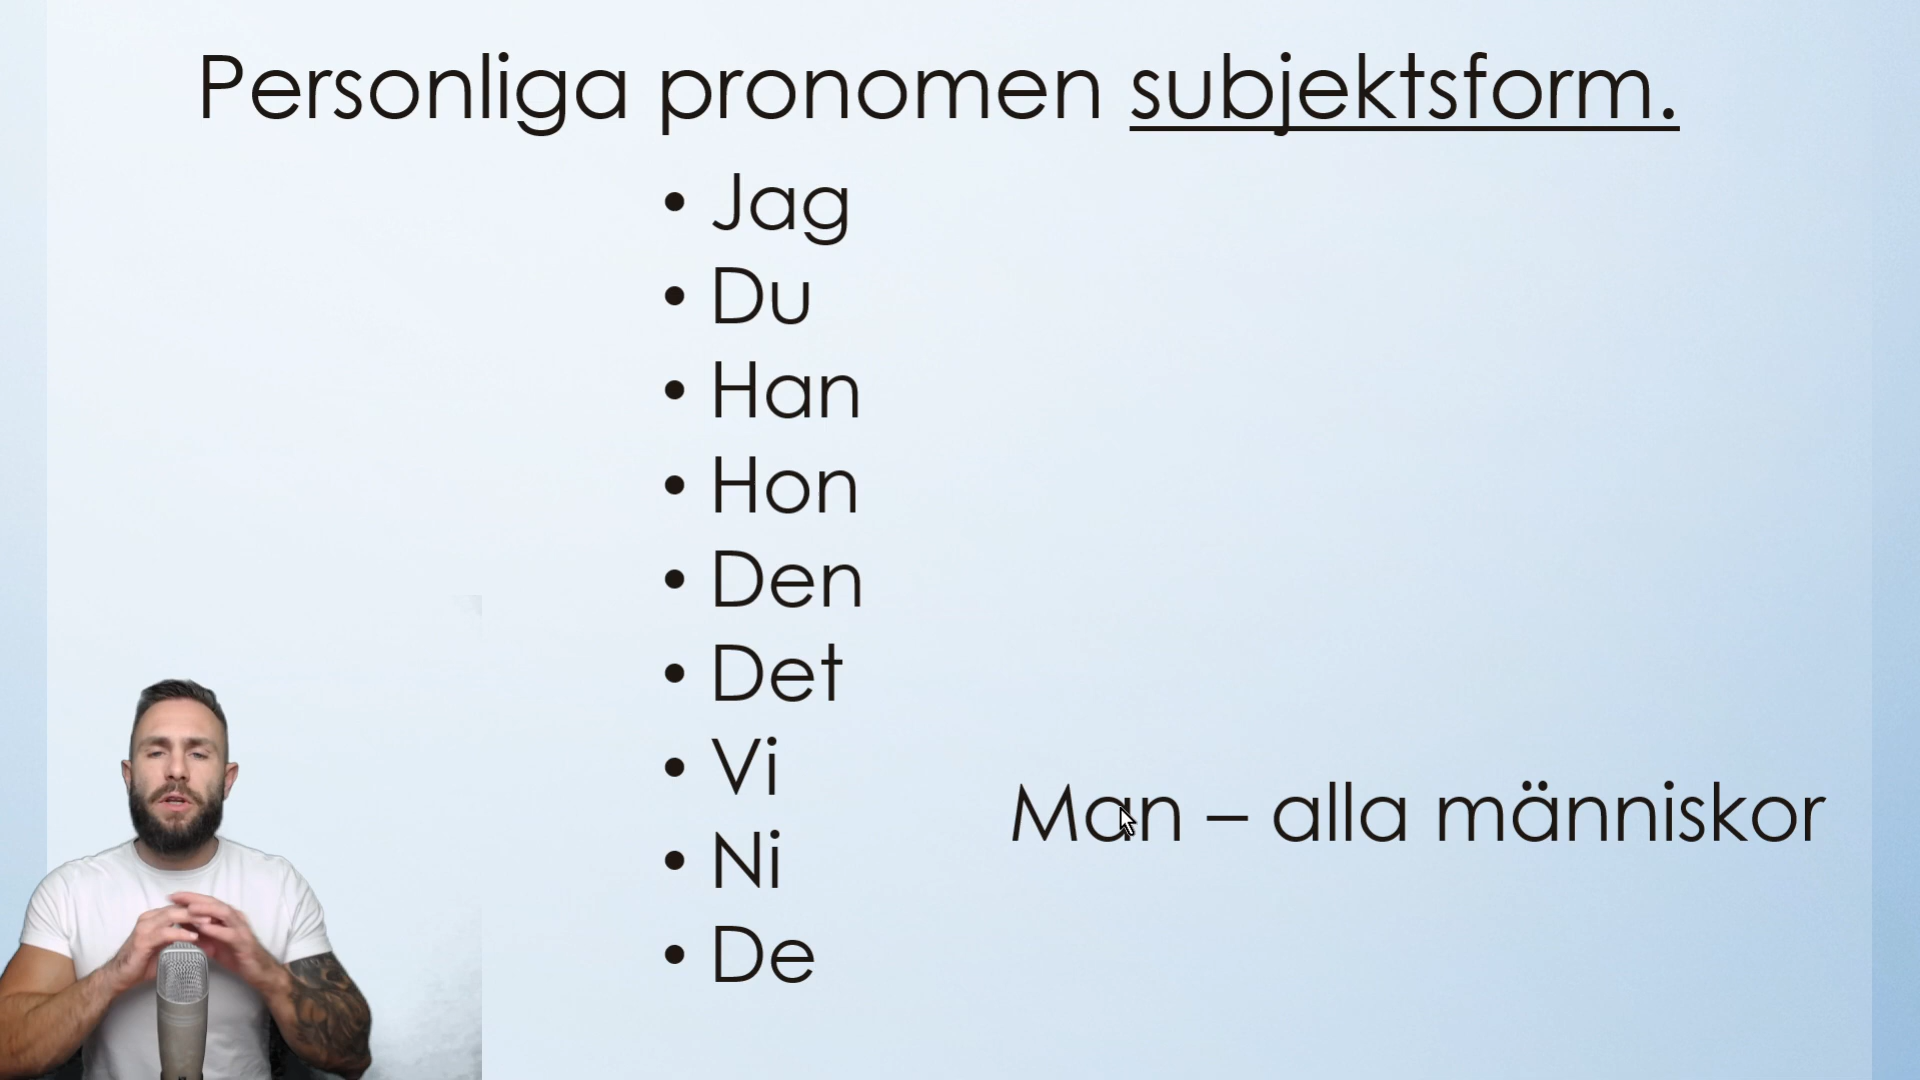 Personliga pronomen subjektsform.
• Jag
• Du
• Han
• Hon
• Den
• Det
• Vi
• Ni
• De
Man – alla människor